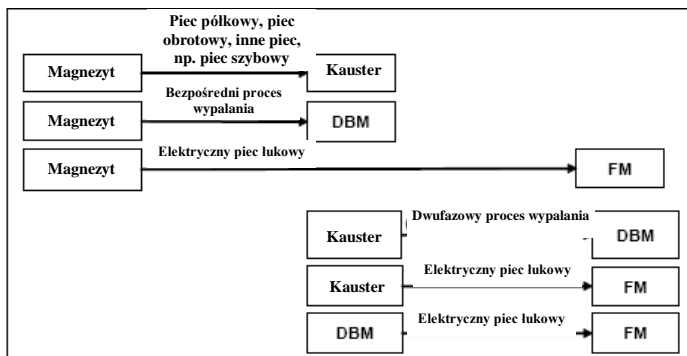 Piec półkowy, piec
obrotowy, inne piec,
np. piec szybowy
Magnezyt
Kauster
Bezpośredni proces
wypalania
Magnezyt
DBM
Elektryczny piec łukowy
Magnezyt
FM
Dwufazowy proces wypalania
Kauster
DBM
Elektryczny piec łukowy
Kauster
FM
Elektryczny piec łukowy
DBM
FM